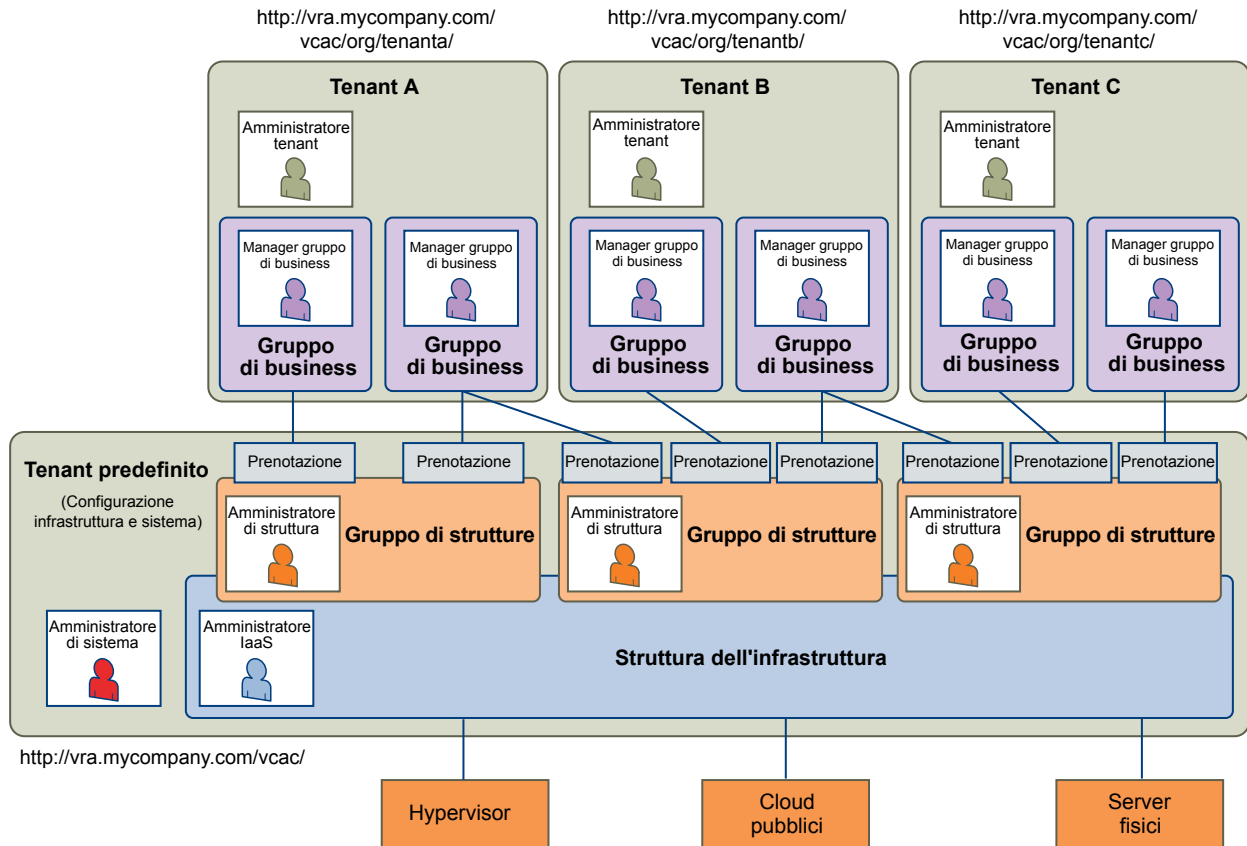 http://vra.mycompany.com/
vcac/org/tenanta/
http://vra.mycompany.com/
vcac/org/tenantb/
http://vra.mycompany.com/
vcac/org/tenantc/
Tenant A
Amministratore
tenant
Manager gruppo
di business
Gruppo
di business
Manager gruppo
di business
Gruppo
di business
Tenant B
Amministratore
tenant
Manager gruppo
di business
Gruppo
di business
Manager gruppo
di business
Gruppo
di business
Tenant C
Amministratore
tenant
Manager gruppo
di business
Gruppo
di business
Manager gruppo
di business
Gruppo
di business
Tenant predefinito
(Configurazione
infrastruttura e sistema)
Prenotazione
Prenotazione
Prenotazione
Prenotazione
Prenotazione
Prenotazione
Prenotazione
Prenotazione
Amministratore
di struttura
Gruppo di strutture
Amministratore
di struttura
Gruppo di strutture
Amministratore
di struttura
Gruppo di strutture
Amministratore
di sistema
Amministratore
IaaS
Struttura dell'infrastruttura
http://vra.mycompany.com/vcac/
Hypervisor
Cloud
pubblici
Server
fisici